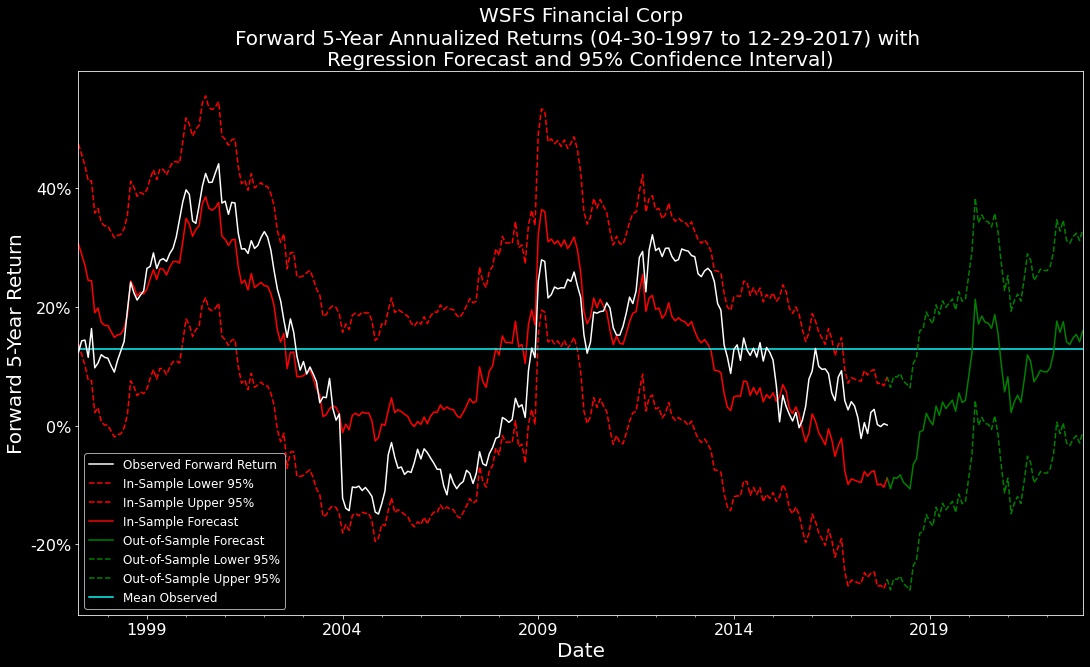 WSFS Financial Corp
Forward 5-Year Annualized Returns (04-30-1997 to 12-29-2017) with
Regression Forecast and 95% Confidence Interval)
Forward 5-Year Return
40%
20%
0%
-20%
Observed Forward Return
In-Sample Lower 95%
In-Sample Upper 95%
In-Sample Forecast
Out-of-Sample Forecast
Out-of-Sample Lower 95%
Out-of-Sample Upper 95%
Mean Observed
1999 2004 2009 2014 2019
Date